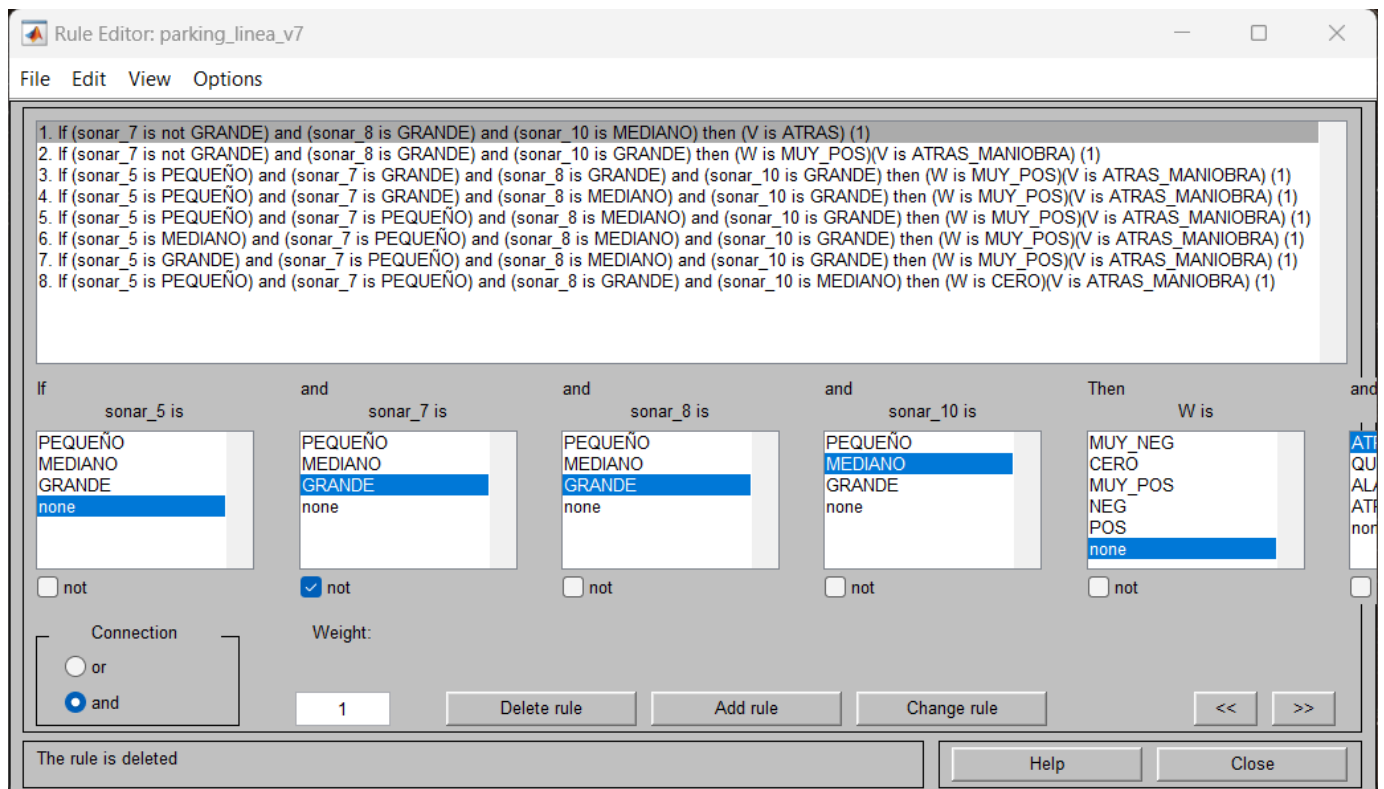 Rule Editor: parking_linea_v7
File Edit View Options
1. If (sonar_7 is not GRANDE) and (sonar_8 is GRANDE) and (sonar_10 is MEDIANO) then (V is ATRAS) (1)
2. If (sonar_7 is not GRANDE) and (sonar_8 is GRANDE) and (sonar_10 is GRANDE) then (W is MUY_POS)(V is ATRAS_MANIOBRA) (1)
3. If (sonar_5 is PEQUEÑO) and (sonar_7 is GRANDE) and (sonar_8 is GRANDE) and (sonar_10 is GRANDE) then (W is MUY_POS)(V is ATRAS_MANIOBRA) (1)
4. If (sonar_5 is PEQUEÑO) and (sonar_7 is GRANDE) and (sonar_8 is MEDIANO) and (sonar_10 is GRANDE) then (W is MUY_POS)(V is ATRAS_MANIOBRA) (1)
5. If (sonar_5 is PEQUEÑO) and (sonar_7 is PEQUEÑO) and (sonar_8 is MEDIANO) and (sonar_10 is GRANDE) then (W is MUY_POS)(V is ATRAS_MANIOBRA) (1)
6. If (sonar_5 is MEDIANO) and (sonar_7 is PEQUEÑO) and (sonar_8 is MEDIANO) and (sonar_10 is GRANDE) then (W is MUY_POS)(V is ATRAS_MANIOBRA) (1)
7. If (sonar_5 is GRANDE) and (sonar_7 is PEQUEÑO) and (sonar_8 is MEDIANO) and (sonar_10 is GRANDE) then (W is MUY_POS)(V is ATRAS_MANIOBRA) (1)
8. If (sonar_5 is PEQUEÑO) and (sonar_7 is PEQUEÑO) and (sonar_8 is GRANDE) and (sonar_10 is MEDIANO) then (W is CERO)(V is ATRAS_MANIOBRA) (1)
If and and and Then and
sonar_5 is sonar_7 is sonar_8 is sonar_10 is W is
PEQUEÑO PEQUEÑO PEQUEÑO PEQUEÑO MUY_NEG
MEDIANO MEDIANO MEDIANO MEDIANO CERO
GRANDE GRANDE GRANDE GRANDE MUY_POS
none none none none NEG
POS
none
not not not not not
Connection Weight:
or
and 1 Delete rule Add rule Change rule << >>
The rule is deleted Help Close